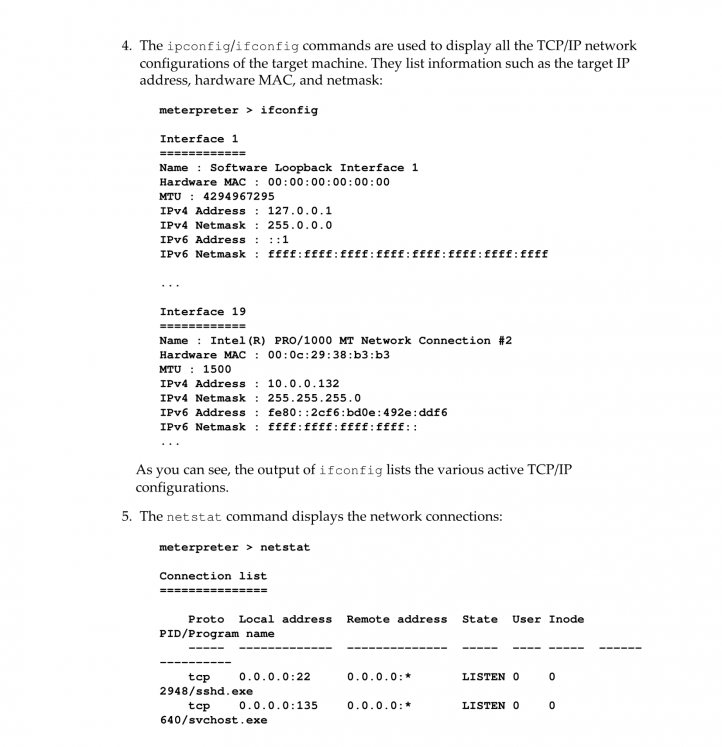 4. The ipconfig/ifconfig commands are used to display all the TCP/IP network
configurations of the target machine. They list information such as the target IP
address, hardware MAC, and netmask:
meterpreter > ifconfig
Interface 1
============
Name : Software Loopback Interface 1
Hardware MAC : 00:00:00:00:00:00
MTU : 4294967295
IPv4 Address : 127.0.0.1
IPv4 Netmask : 255.0.0.0
IPv6 Address : ::1
IPv6 Netmask : ffff:ffff:ffff:ffff:ffff:ffff:ffff:ffff
...
Interface 19
============
Name : Intel(R) PRO/1000 MT Network Connection #2
Hardware MAC : 00:0c:29:38:b3:b3
MTU : 1500
IPv4 Address : 10.0.0.132
IPv4 Netmask : 255.255.255.0
IPv6 Address : fe80::2cf6:bd0e:492e:ddf6
IPv6 Netmask : ffff:ffff:ffff:ffff::
...
As you can see, the output of ifconfig lists the various active TCP/IP
configurations.
5. The netstat command displays the network connections:
meterpreter > netstat
Connection list
===============
Proto Local address Remote address State User Inode
PID/Program name
----- ------------- -------------- ----- ---- ----- ------
----------
tcp 0.0.0.0:22 0.0.0.0:* LISTEN 0 0
2948/sshd.exe
tcp 0.0.0.0:135 0.0.0.0:* LISTEN 0 0
640/svchost.exe